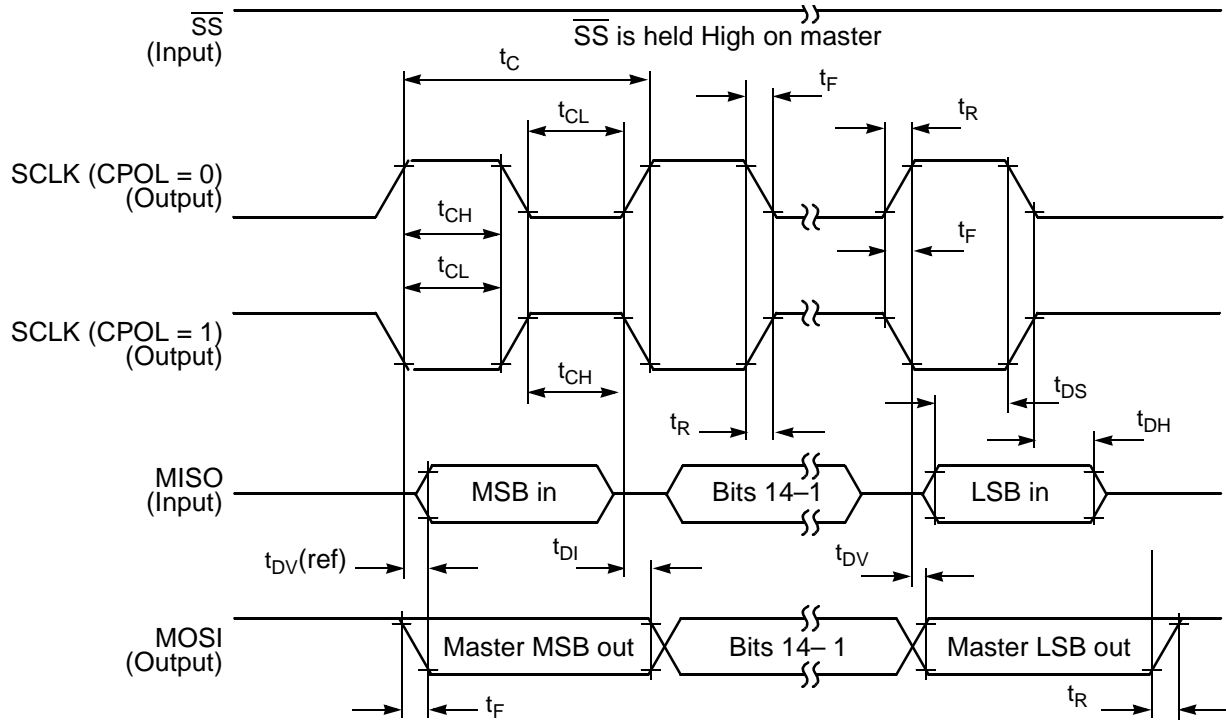 SS
(Input)
SS is held High on master
tC
tF
tCL
tR
SCLK (CPOL = 0)
(Output)
tCH
tF
tCL
SCLK (CPOL = 1)
(Output)
tCH
tDS
tR
tDH
MISO
(Input)
MSB in
Bits 14–1
LSB in
tDV(ref)
tDI
tDV
MOSI
(Output)
Master MSB out
Bits 14– 1
Master LSB out
tF
tR